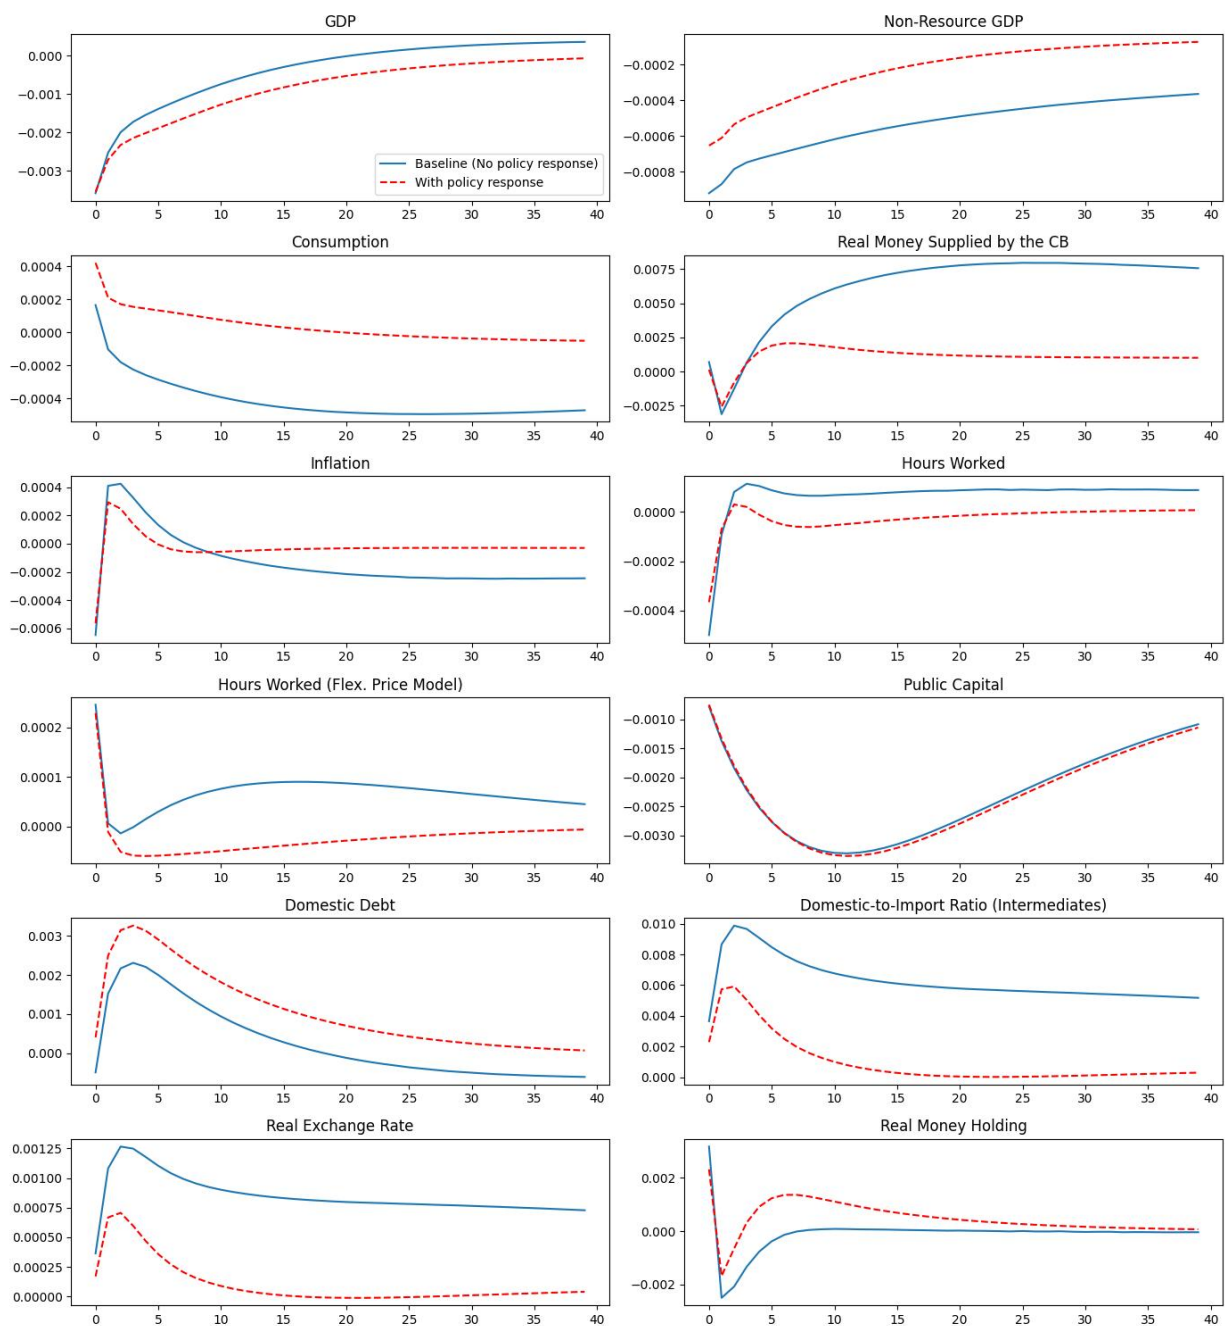 GDP
0.000
−0.001
−0.002
−0.003
Baseline (No policy response)
With policy response
0 5 10 15 20 25 30 35 40
Non-Resource GDP
−0.0002
−0.0004
−0.0006
−0.0008
0 5 10 15 20 25 30 35 40
Consumption
0.0004
0.0002
0.0000
−0.0002
−0.0004
0 5 10 15 20 25 30 35 40
Real Money Supplied by the CB
0.0075
0.0050
0.0025
0.0000
−0.0025
0 5 10 15 20 25 30 35 40
Inflation
0.0004
0.0002
0.0000
−0.0002
−0.0004
−0.0006
0 5 10 15 20 25 30 35 40
Hours Worked
0.0000
−0.0002
−0.0004
0 5 10 15 20 25 30 35 40
Hours Worked (Flex. Price Model)
0.0002
0.0001
0.0000
0 5 10 15 20 25 30 35 40
Public Capital
−0.0010
−0.0015
−0.0020
−0.0025
−0.0030
0 5 10 15 20 25 30 35 40
Domestic Debt
0.003
0.002
0.001
0.000
0 5 10 15 20 25 30 35 40
Domestic-to-Import Ratio (Intermediates)
0.010
0.008
0.006
0.004
0.002
0.000
0 5 10 15 20 25 30 35 40
Real Exchange Rate
0.00125
0.00100
0.00075
0.00050
0.00025
0.00000
0 5 10 15 20 25 30 35 40
Real Money Holding
0.002
0.000
−0.002
0 5 10 15 20 25 30 35 40